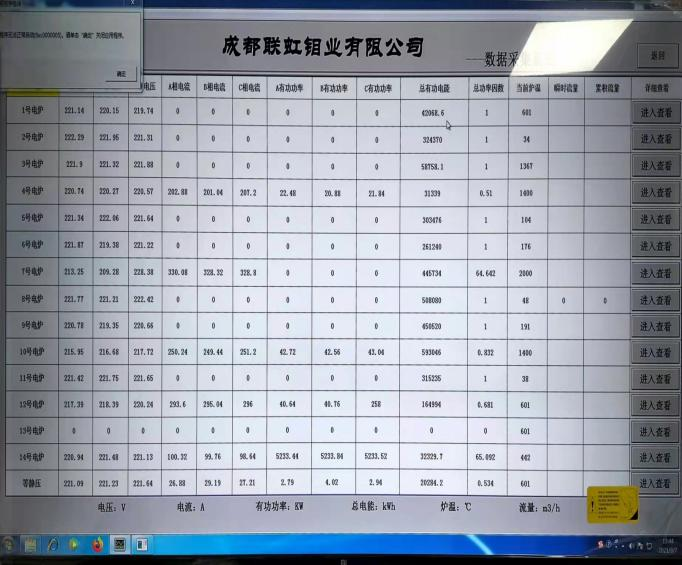 程序无法正常启动(0xc0000005)。请单击“确定”关闭应用程序。
确定
成都联虹钼业有限公司
——数据采集
返回
电压 A相电流 B相电流 C相电流 A有功功率 B有功功率 C有功功率 总有功电能 总功率因数 当前炉温 瞬时流量 累积流量 详细查看
1号电炉 221.14 220.15 219.74 0 0 0 0 0 0 42068.6 1 601 进入查看
2号电炉 222.29 221.95 221.31 0 0 0 0 0 0 324370 1 34 进入查看
3号电炉 221.9 221.32 221.88 0 0 0 0 0 0 58758.1 1 1367 进入查看
4号电炉 220.74 220.27 220.57 202.88 201.04 207.2 22.48 20.88 21.84 31339 0.51 1400 进入查看
5号电炉 221.34 222.06 221.64 0 0 0 0 0 0 303476 1 104 进入查看
6号电炉 221.87 219.38 221.22 0 0 0 0 0 0 261240 1 176 进入查看
7号电炉 213.25 209.28 228.38 330.08 328.32 328.8 0 0 0 445734 64.642 2000 进入查看
8号电炉 221.77 221.21 222.42 0 0 0 0 0 0 508080 1 48 0 0 进入查看
9号电炉 220.78 219.35 220.66 0 0 0 0 0 0 450520 1 191 进入查看
10号电炉 215.95 216.68 217.72 250.24 249.44 251.2 42.72 42.56 43.04 593046 0.832 1400 进入查看
11号电炉 221.42 221.75 221.65 0 0 0 0 0 0 315235 1 38 进入查看
12号电炉 217.39 218.39 220.24 293.6 295.04 296 40.64 40.76 258 164994 0.681 601 进入查看
13号电炉 0 0 0 0 0 0 0 0 0 0 0 601 进入查看
14号电炉 220.94 221.48 221.13 100.32 99.76 98.64 5233.44 5233.84 5233.52 32329.7 65.092 442 进入查看
等静压 221.09 221.23 221.64 26.88 29.19 27.21 2.79 4.02 2.94 20284.2 0.534 601 进入查看
电压: V 电流: A 有功功率: KW 总电能: kWh 炉温: ℃ 流量: m3/h